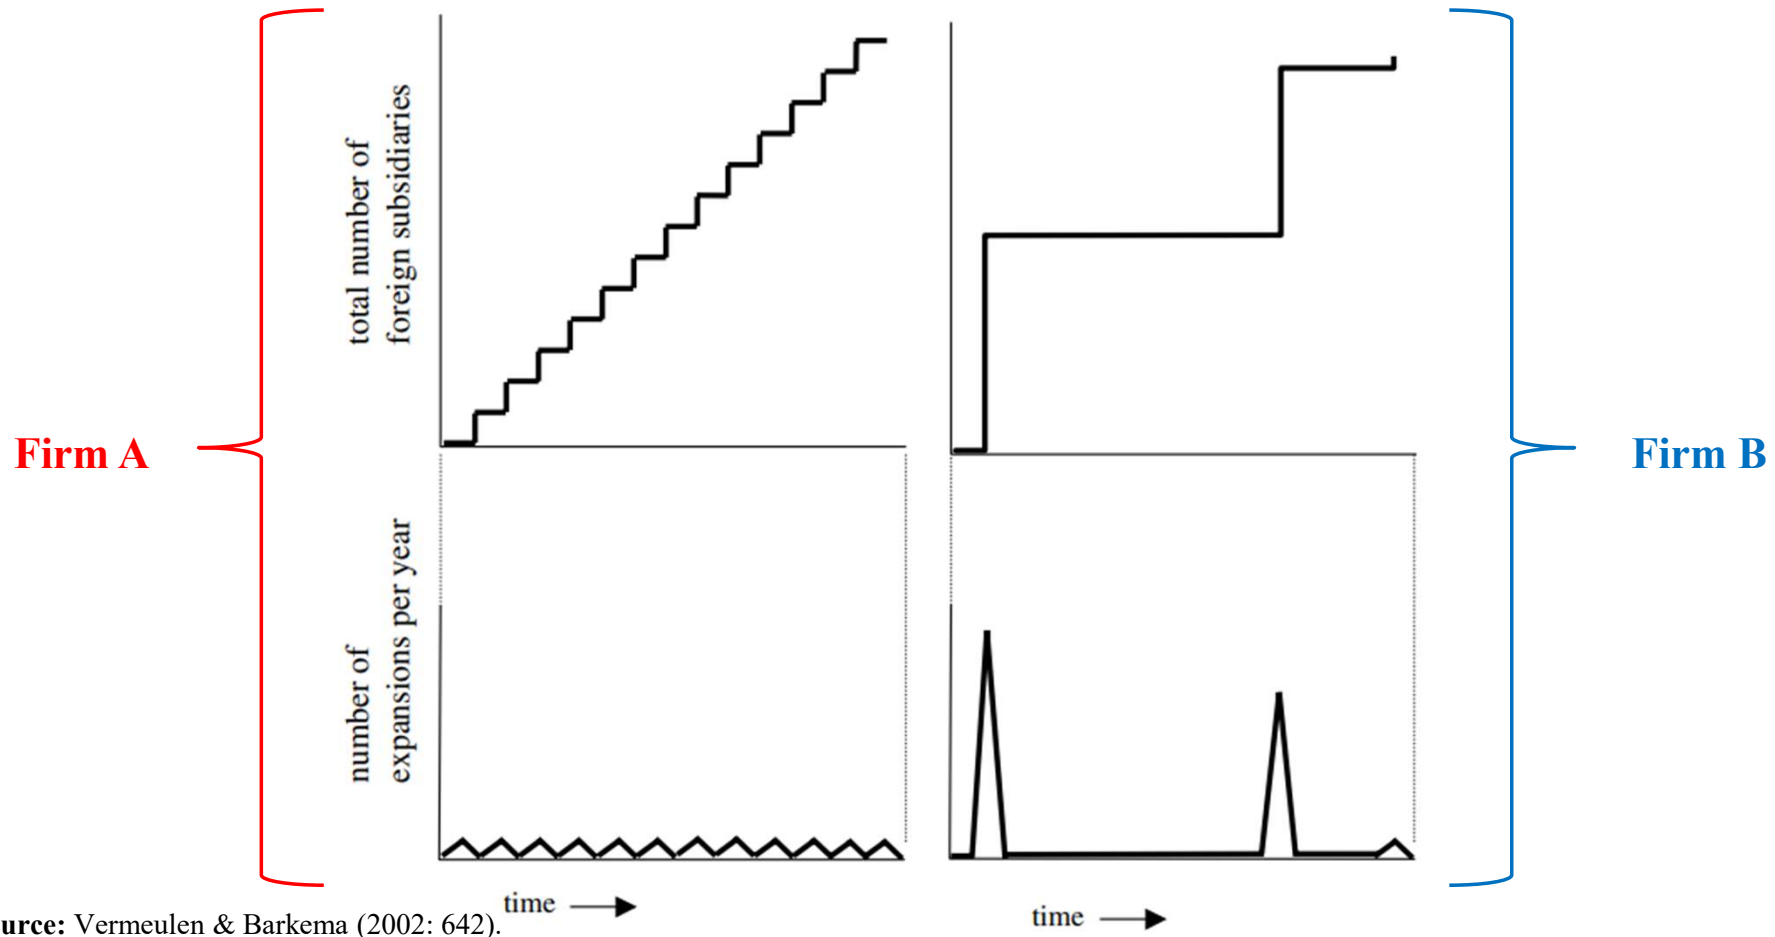 total number of
foreign subsidiaries
Firm A
Firm B
number of
expansions per year
time
time
urce: Vermeulen & Barkema (2002: 642).